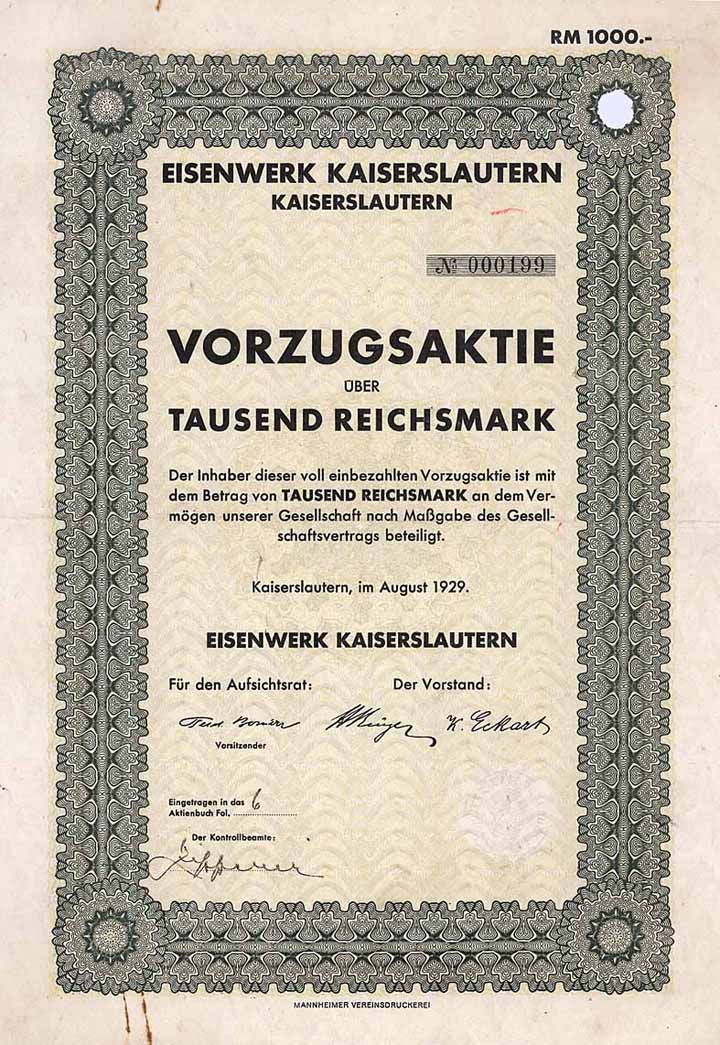 RM 1000.-
EISENWERK KAISERSLAUTERN
KAISERSLAUTERN
№ 000199
VORZUGSAKTIE
ÜBER
TAUSEND REICHSMARK
Der Inhaber dieser voll einbezahlten Vorzugsaktie ist mit
dem Betrag von TAUSEND REICHSMARK an dem Ver-
mögen unserer Gesellschaft nach Maßgabe des Gesell-
schaftsvertrags beteiligt.
Kaiserslautern, im August 1929.
EISENWERK KAISERSLAUTERN
Für den Aufsichtsrat: Der Vorstand:
K. Eckart
Vorsitzender
Eingetragen in das
Aktienbuch Fol. 6
Der Kontrollbeamte:
MANNHEIMER VEREINSDRUCKEREI